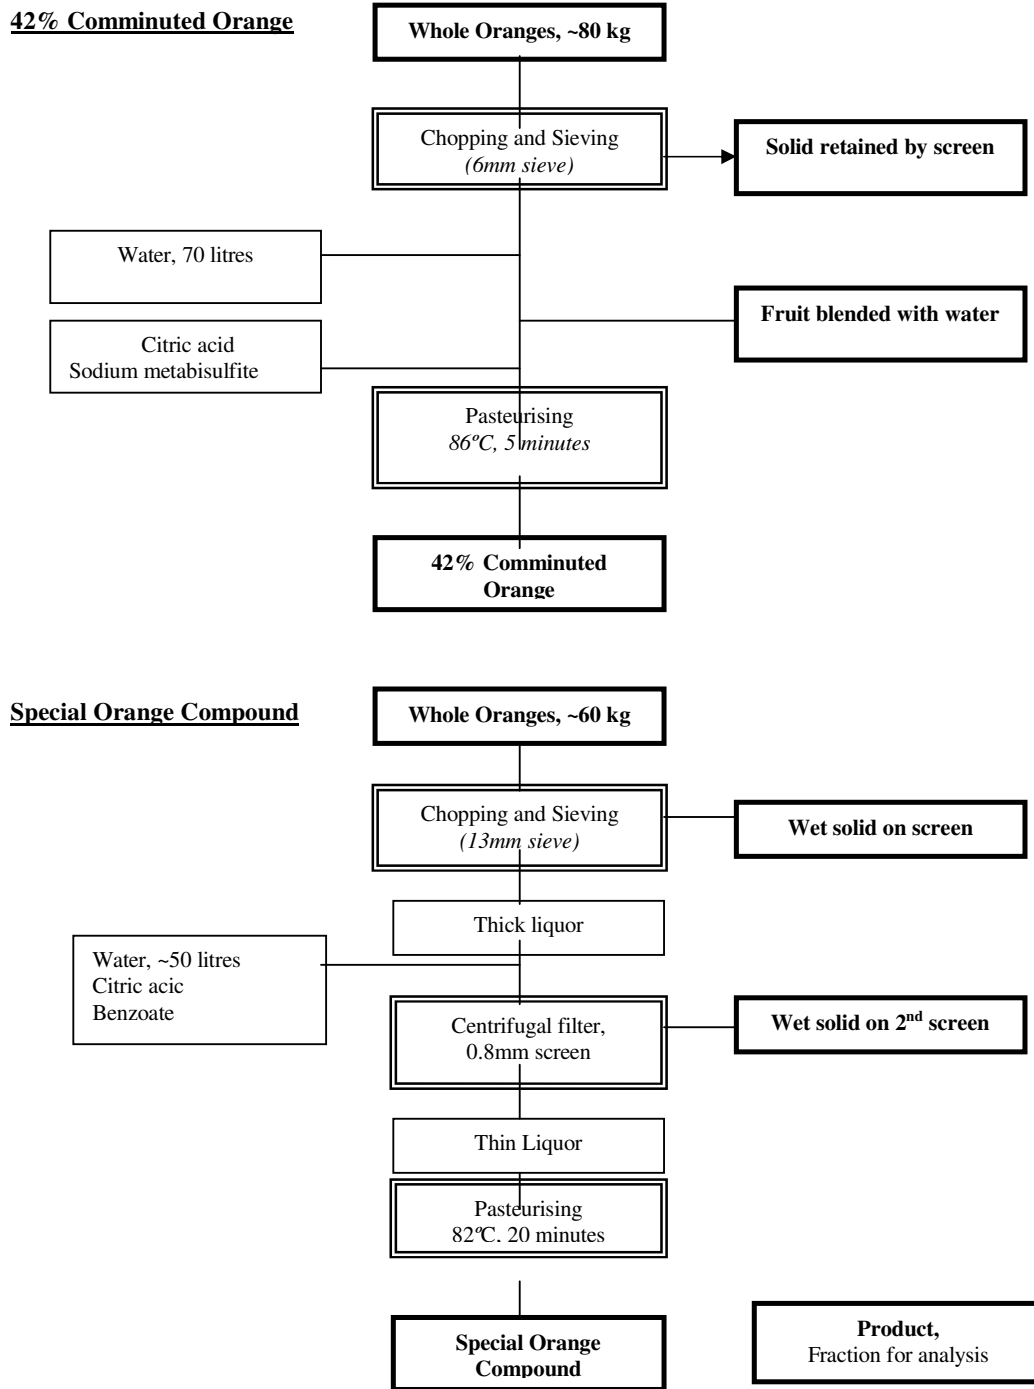 42% Comminuted Orange
Whole Oranges, ~80 kg
Chopping and Sieving
(6mm sieve)
Solid retained by screen
Water, 70 litres
Fruit blended with water
Citric acid
Sodium metabisulfite
Pasteurising
86ºC, 5 minutes
42% Comminuted
Orange
Special Orange Compound
Whole Oranges, ~60 kg
Chopping and Sieving
(13mm sieve)
Wet solid on screen
Thick liquor
Water, ~50 litres
Citric acic
Benzoate
Centrifugal filter,
0.8mm screen
Wet solid on 2nd screen
Thin Liquor
Pasteurising
82ºC, 20 minutes
Special Orange
Compound
Product,
Fraction for analysis